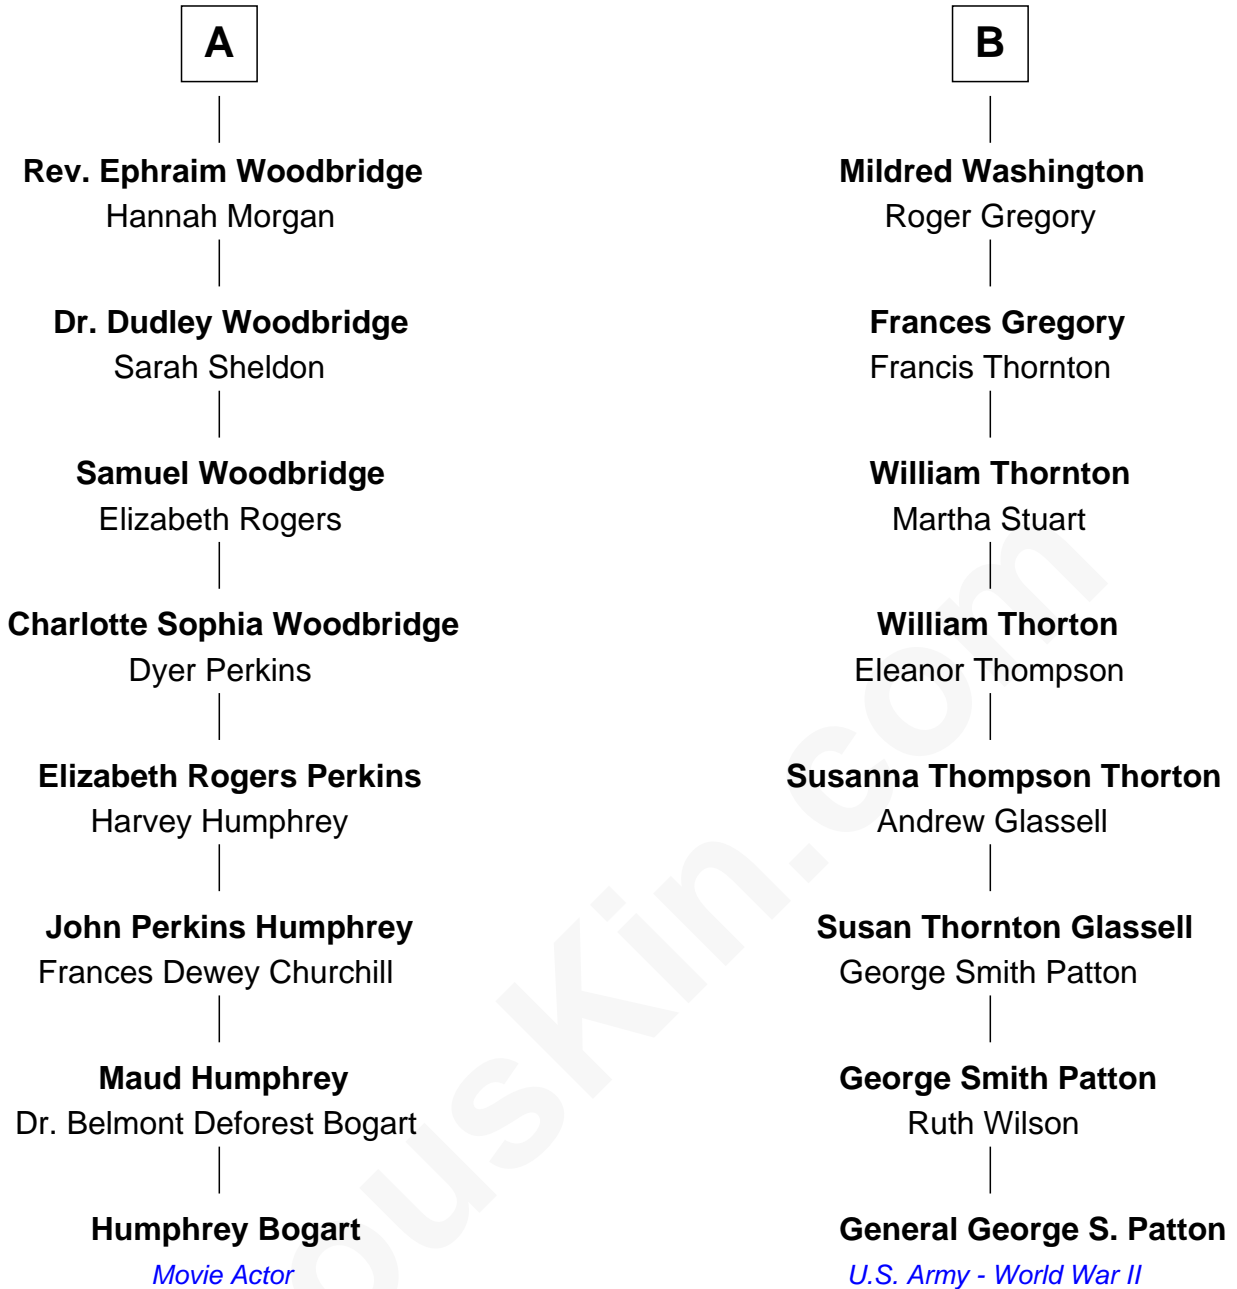 A
Rev. Ephraim Woodbridge
Hannah Morgan
Dr. Dudley Woodbridge
Sarah Sheldon
Samuel Woodbridge
Elizabeth Rogers
Charlotte Sophia Woodbridge
Dyer Perkins
Elizabeth Rogers Perkins
Harvey Humphrey
John Perkins Humphrey
Frances Dewey Churchill
Maud Humphrey
Dr. Belmont Deforest Bogart
Humphrey Bogart
Movie Actor
B
Mildred Washington
Roger Gregory
Frances Gregory
Francis Thornton
William Thornton
Martha Stuart
William Thorton
Eleanor Thompson
Susanna Thompson Thorton
Andrew Glassell
Susan Thornton Glassell
George Smith Patton
George Smith Patton
Ruth Wilson
General George S. Patton
U.S. Army - World War II
ousKin.com